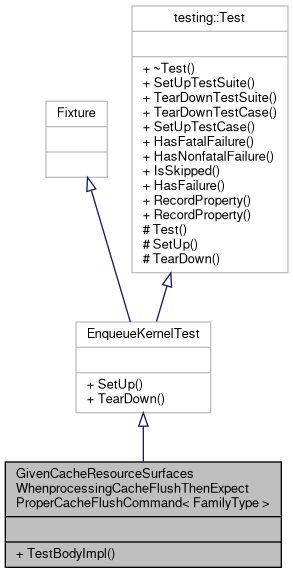 testing::Test
+ ~Test()
+ SetUpTestSuite()
+ TearDownTestSuite()
+ TearDownTestCase()
+ SetUpTestCase()
+ HasFatalFailure()
+ HasNonfatalFailure()
+ IsSkipped()
+ HasFailure()
+ RecordProperty()
+ RecordProperty()
# Test()
# SetUp()
# TearDown()
Fixture
EnqueueKernelTest
+ SetUp()
+ TearDown()
GivenCacheResourceSurfaces
WhenprocessingCacheFlushThenExpect
ProperCacheFlushCommand< FamilyType >
+ TestBodyImpl()